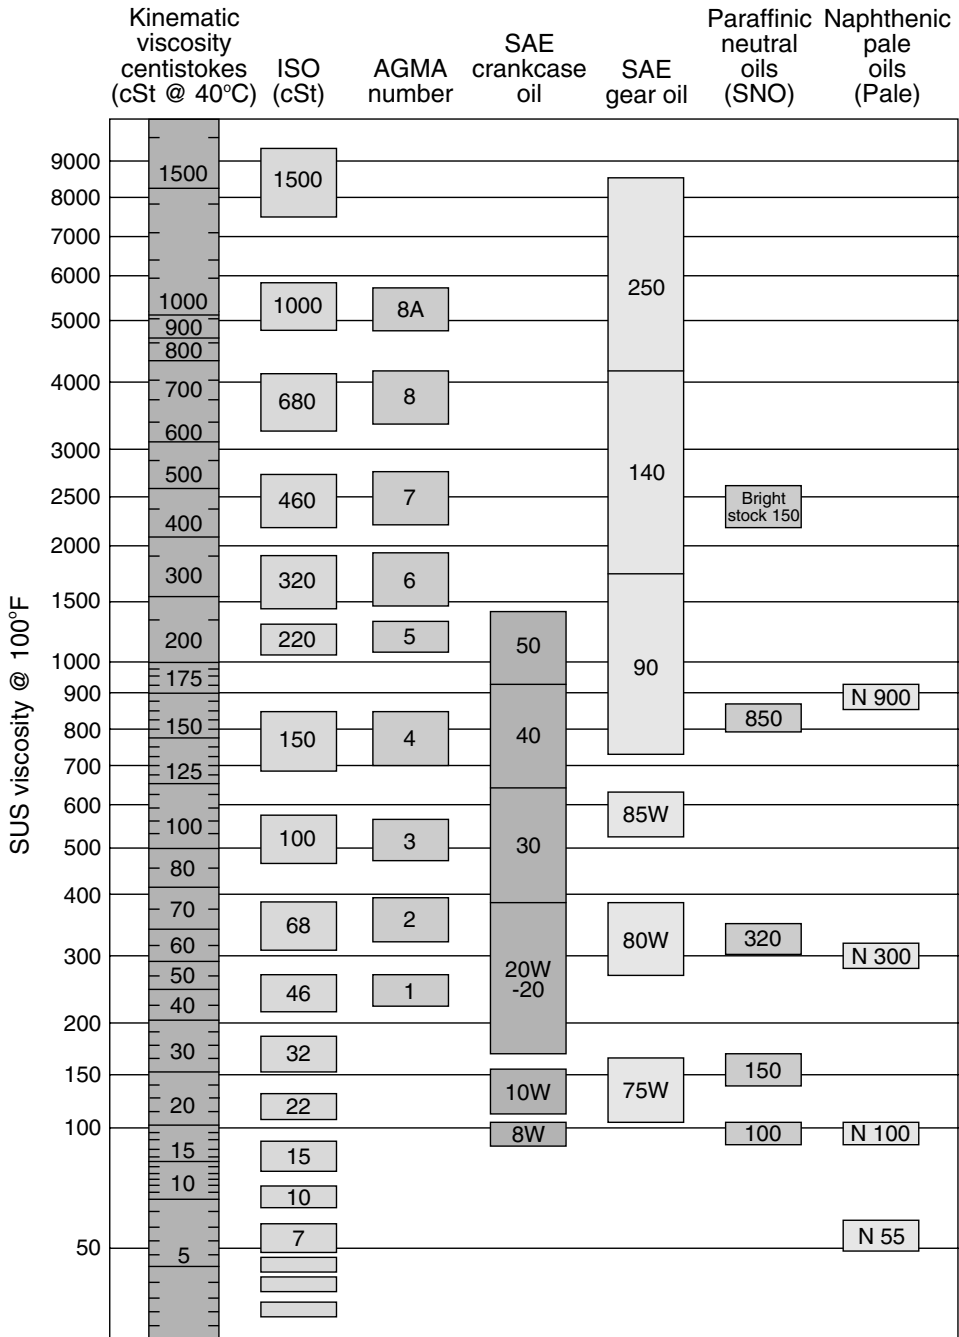 Kinematic
viscosity
centistokes
(cSt @ 40°C)
ISO
(cSt)
AGMA
number
SAE
crankcase
oil
SAE
gear oil
Paraffinic
neutral
oils
(SNO)
Naphthenic
pale
oils
(Pale)
SUS viscosity @ 100°F
9000
8000
7000
6000
5000
4000
3000
2500
2000
1500
1000
900
800
700
600
500
400
300
200
150
100
50
1500
1000
900
800
700
600
500
400
300
200
175
150
125
100
80
70
60
50
40
30
20
15
10
5
1500
1000
680
460
320
220
150
100
68
46
32
22
15
10
7
8A
8
7
6
5
4
3
2
1
50
40
30
20W
-20
10W
8W
250
140
90
85W
80W
75W
Bright
stock 150
850
320
150
100
N 900
N 300
N 100
N 55